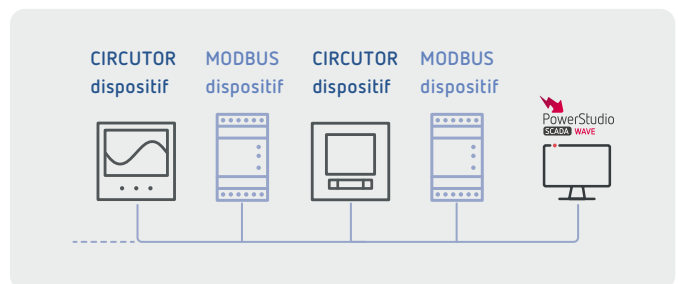 CIRCUTOR
dispositif
MODBUS
dispositif
CIRCUTOR
dispositif
MODBUS
dispositif
PowerStudio
SCADA WAVE